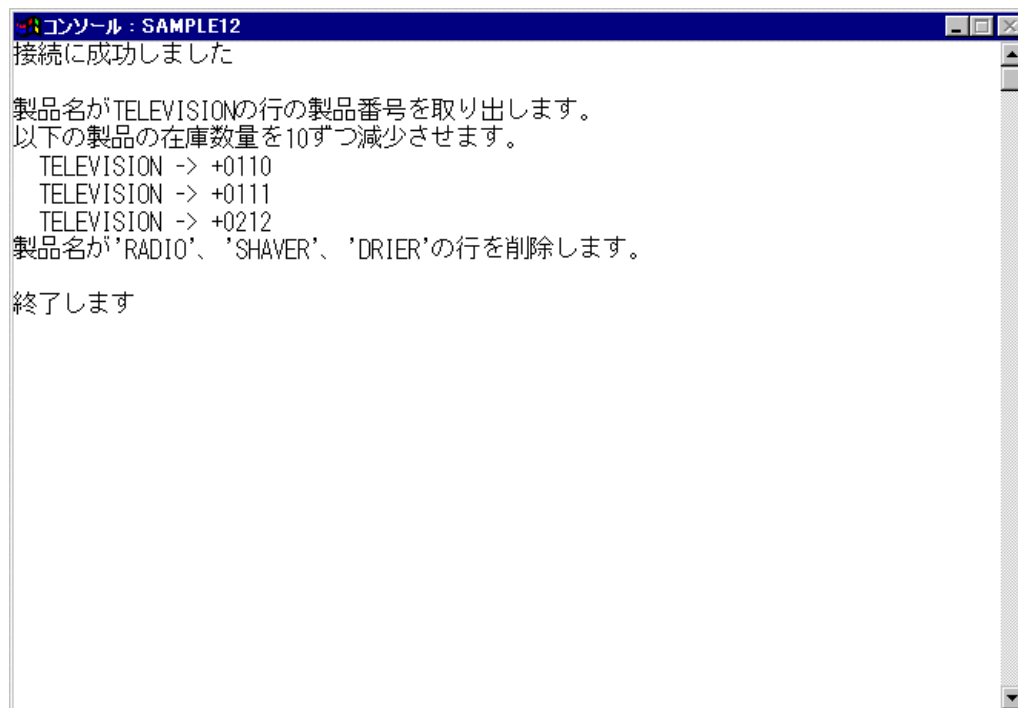 コンソール : SAMPLE12
接続に成功しました
製品名がTELEVISIONの行の製品番号を取り出します。
以下の製品の在庫数量を10ずつ減少させます。
TELEVISION -> +0110
TELEVISION -> +0111
TELEVISION -> +0212
製品名が'RADIO'、'SHAVER'、'DRIER'の行を削除します。
終了します